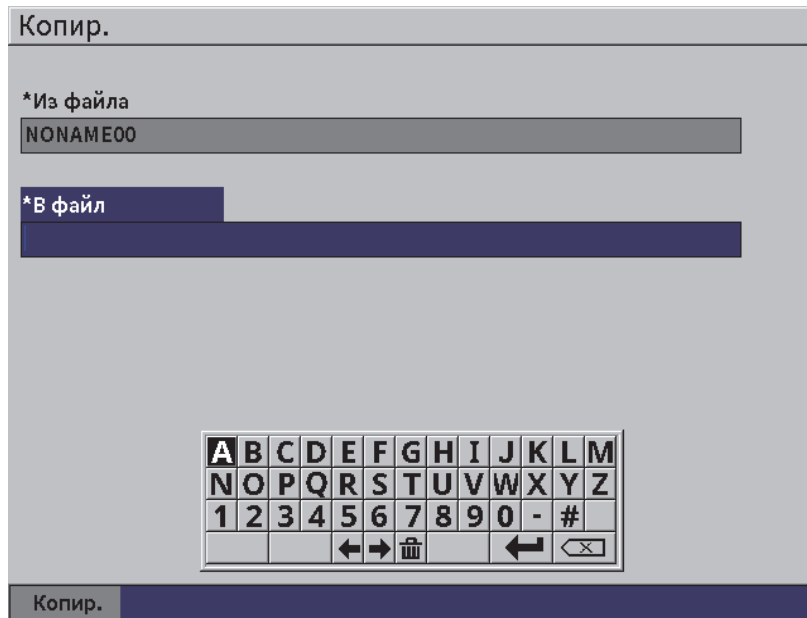 Копир.
*Из файла
NONAME00
*В файл
A B C D E F G H I J K L M
N O P Q R S T U V W X Y Z
1 2 3 4 5 6 7 8 9 0 - #
Копир.